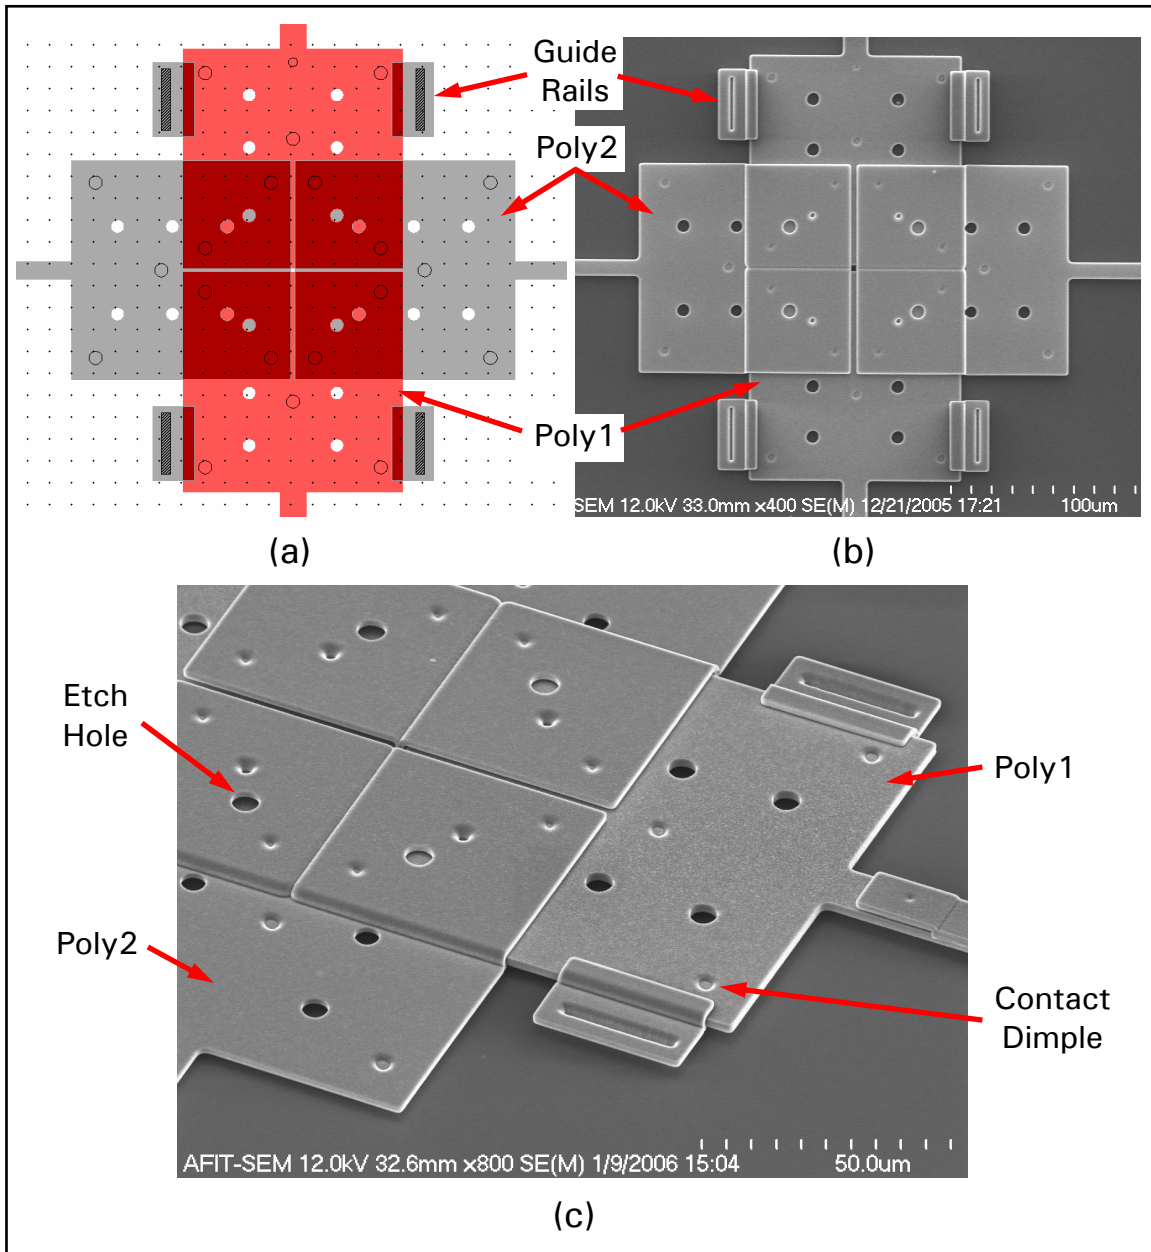 Guide
Rails
Poly2
Poly1
SEM 12.0kV 33.0mm x400 SE(M) 12/21/2005 17:21 100um
(a)
(b)
Etch
Hole
Poly1
Poly2
Contact
Dimple
AFIT-SEM 12.0kV 32.6mm x800 SE(M) 1/9/2006 15:04 50.0um
(c)